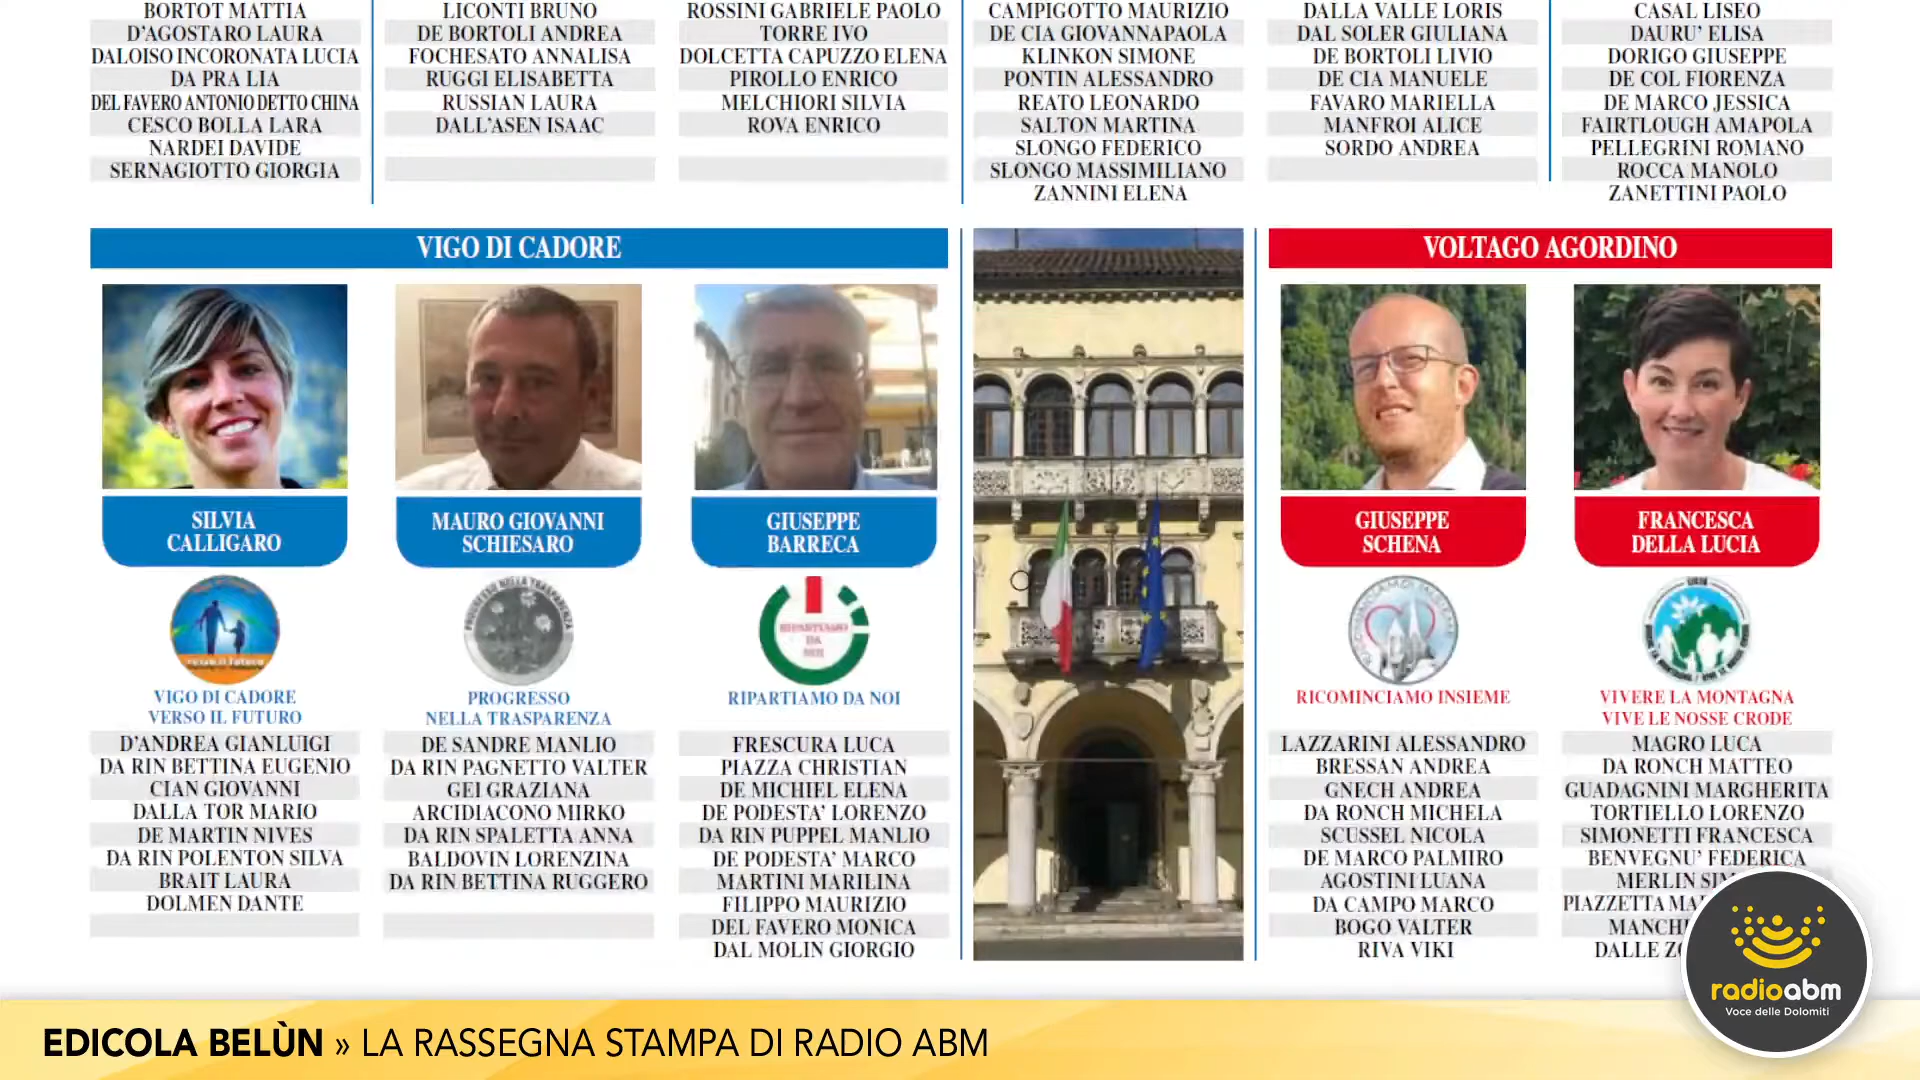 BORTOT MATTIA
D'AGOSTARO LAURA
DALOISO INCORONATA LUCIA
DA PRA LIA
DEL FAVERO ANTONIO DETTO CHINA
CESCO BOLLA LARA
NARDEI DAVIDE
SERNAGIOTTO GIORGIA
LICONTI BRUNO
DE BORTOLI ANDREA
FOCHESATO ANNALISA
RUGGI ELISABETTA
RUSSIAN LAURA
DALL'ASEN ISAAC
ROSSINI GABRIELE PAOLO
TORRE IVO
DOLCETTA CAPUZZO ELENA
PIROLLO ENRICO
MELCHIORI SILVIA
ROVA ENRICO
CAMPIGOTTO MAURIZIO
DE CIA GIOVANNAPAOLA
KLINKON SIMONE
PONTIN ALESSANDRO
REATO LEONARDO
SALTON MARTINA
SLONGO FEDERICO
SLONGO MASSIMILIANO
ZANNINI ELENA
DALLA VALLE LORIS
DAL SOLER GIULIANA
DE BORTOLI LIVIO
DE CIA MANUELE
FAVARO MARIELLA
MANFROI ALICE
SORDO ANDREA
CASAL LISEO
DAURU' ELISA
DORIGO GIUSEPPE
DE COL FIORENZA
DE MARCO JESSICA
FAIRTLOUGH AMAPOLA
PELLEGRINI ROMANO
ROCCA MANOLO
ZANETTINI PAOLO
VIGO DI CADORE
SILVIA
CALLIGARO
VIGO DI CADORE
VERSO IL FUTURO
D'ANDREA GIANLUIGI
DA RIN BETTINA EUGENIO
CIAN GIOVANNI
DALLA TOR MARIO
DE MARTIN NIVES
DA RIN POLENTON SILVA
BRAIT LAURA
DOLMEN DANTE
MAURO GIOVANNI
SCHIESARO
PROGRESSO NELLA TRASPARENZA
PROGRESSO
NELLA TRASPARENZA
DE SANDRE MANLIO
DA RIN PAGNETTO VALTER
GEI GRAZIANA
ARCIDIACONO MIRKO
DA RIN SPALETTA ANNA
BALDOVIN LORENZINA
DA RIN BETTINA RUGGERO
GIUSEPPE
BARRECA
RIPARTIAMO
DA
NOI
RIPARTIAMO DA NOI
FRESCURA LUCA
PIAZZA CHRISTIAN
DE MICHIEL ELENA
DE PODESTA' LORENZO
DA RIN PUPPEL MANLIO
DE PODESTA' MARCO
MARTINI MARILINA
FILIPPO MAURIZIO
DEL FAVERO MONICA
DAL MOLIN GIORGIO
VOLTAGO AGORDINO
GIUSEPPE
SCHENA
RICOMINCIAMO INSIEME
LAZZARINI ALESSANDRO
BRESSAN ANDREA
GNECH ANDREA
DA RONCH MICHELA
SCUSSEL NICOLA
DE MARCO PALMIRO
AGOSTINI LUANA
DA CAMPO MARCO
BOGO VALTER
RIVA VIKI
FRANCESCA
DELLA LUCIA
VIVERE LA MONTAGNA
VIVE LE NOSSE CRODE
MAGRO LUCA
DA RONCH MATTEO
GUADAGNINI MARGHERITA
TORTIELLO LORENZO
SIMONETTI FRANCESCA
BENVEGNU' FEDERICA
MERLIN
PIAZZETTA
DALLE
radioabm
Voce delle Dolomiti
EDICOLA BELÙN » LA RASSEGNA STAMPA DI RADIO ABM